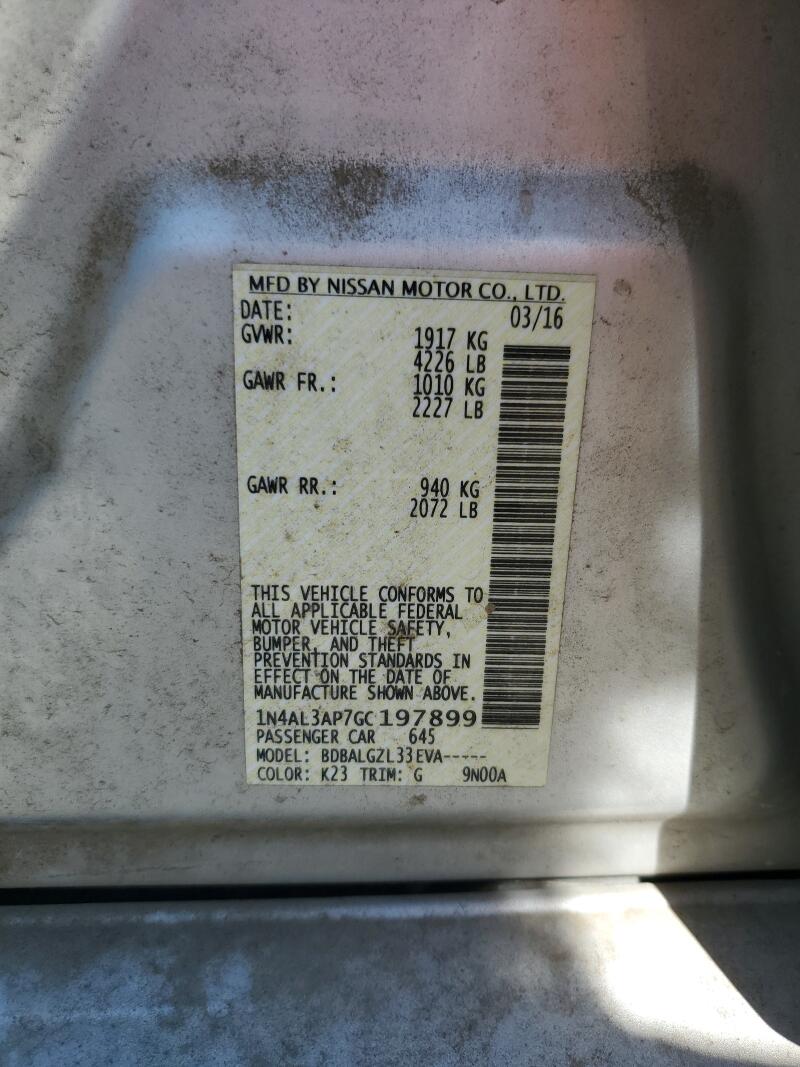 MFD BY NISSAN MOTOR CO., LTD.
DATE: 03/16
GVWR: 1917 KG
4226 LB
GAWR FR.: 1010 KG
2227 LB
GAWR RR.: 940 KG
2072 LB
THIS VEHICLE CONFORMS TO
ALL APPLICABLE FEDERAL
MOTOR VEHICLE SAFETY,
BUMPER, AND THEFT
PREVENTION STANDARDS IN
EFFECT ON THE DATE OF
MANUFACTURE SHOWN ABOVE.
1N4AL3AP7GC197899
PASSENGER CAR 645
MODEL: BDBALGZL33EVA-----
COLOR: K23 TRIM: G 9N00A